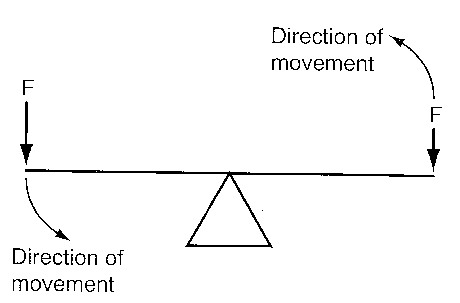 Direction of
movement
F
F
Direction of
movement